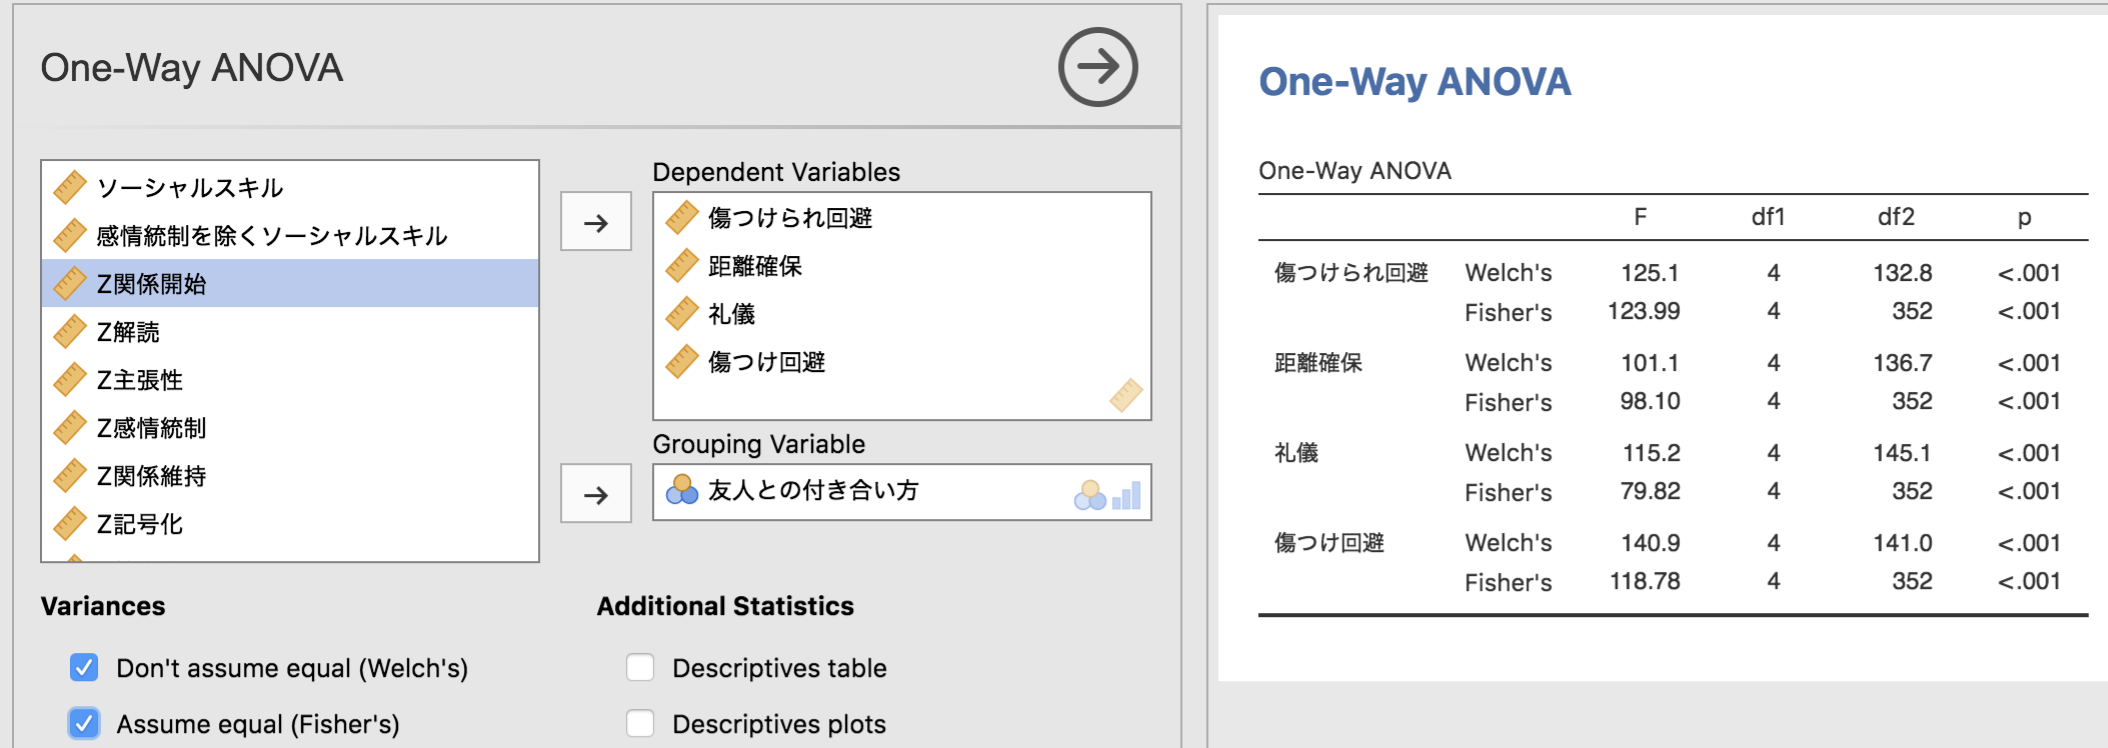 One-Way ANOVA
ソーシャルスキル
感情統制を除くソーシャルスキル
Z関係開始
Z解読
Z主張性
Z感情統制
Z関係維持
Z記号化
Dependent Variables
傷つけられ回避
距離確保
礼儀
傷つけ回避
Grouping Variable
友人との付き合い方
Variances
Don't assume equal (Welch's)
Assume equal (Fisher's)
Additional Statistics
Descriptives table
Descriptives plots
One-Way ANOVA
One-Way ANOVA
F df1 df2 p
傷つけられ回避 Welch's 125.1 4 132.8 <.001
Fisher's 123.99 4 352 <.001
距離確保 Welch's 101.1 4 136.7 <.001
Fisher's 98.10 4 352 <.001
礼儀 Welch's 115.2 4 145.1 <.001
Fisher's 79.82 4 352 <.001
傷つけ回避 Welch's 140.9 4 141.0 <.001
Fisher's 118.78 4 352 <.001